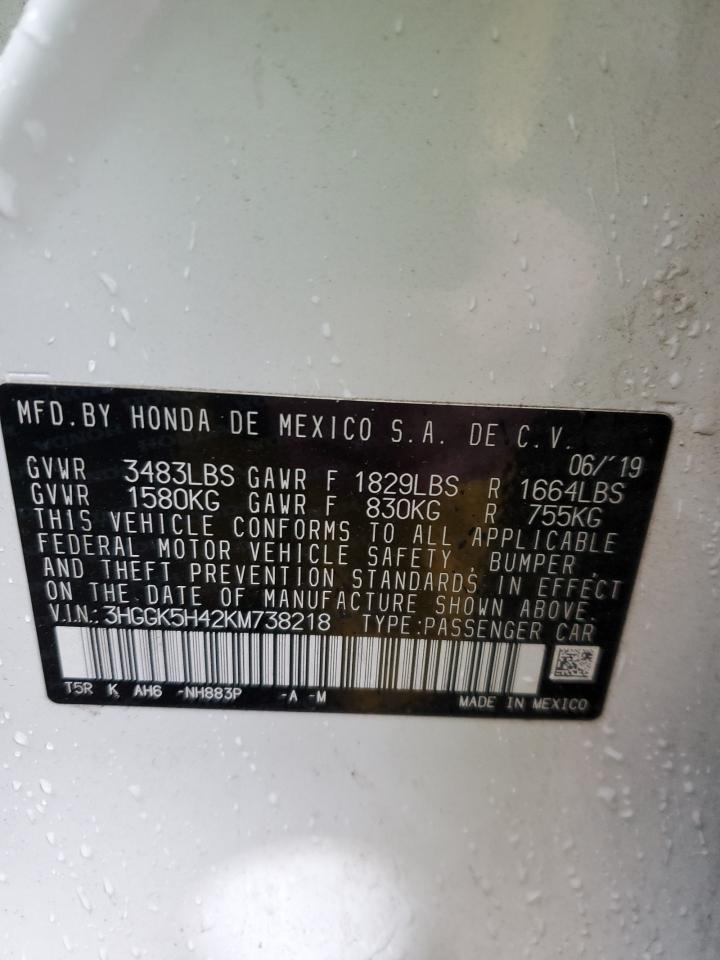 MFD.BY HONDA DE MEXICO S.A. DE C.V.
06/'19
GVWR 3483LBS GAWR F 1829LBS R 1664LBS
GVWR 1580KG GAWR F 830KG R 755KG
THIS VEHICLE CONFORMS TO ALL APPLICABLE
FEDERAL MOTOR VEHICLE SAFETY, BUMPER,
AND THEFT PREVENTION STANDARDS IN EFFECT
ON THE DATE OF MANUFACTURE SHOWN ABOVE.
V.I.N.:3HGGK5H42KM738218 TYPE:PASSENGER CAR
T5R K AH6 -NH883P -A -M MADE IN MEXICO